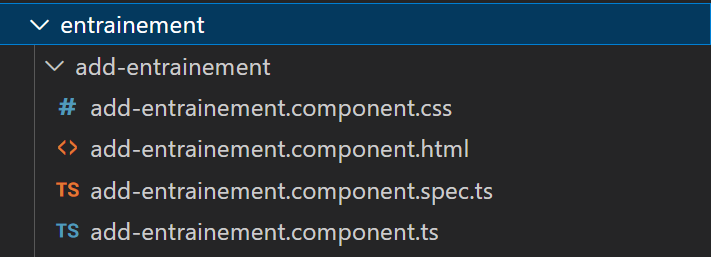 entrainement
add-entrainement
# add-entrainement.component.css
<> add-entrainement.component.html
TS add-entrainement.component.spec.ts
TS add-entrainement.component.ts